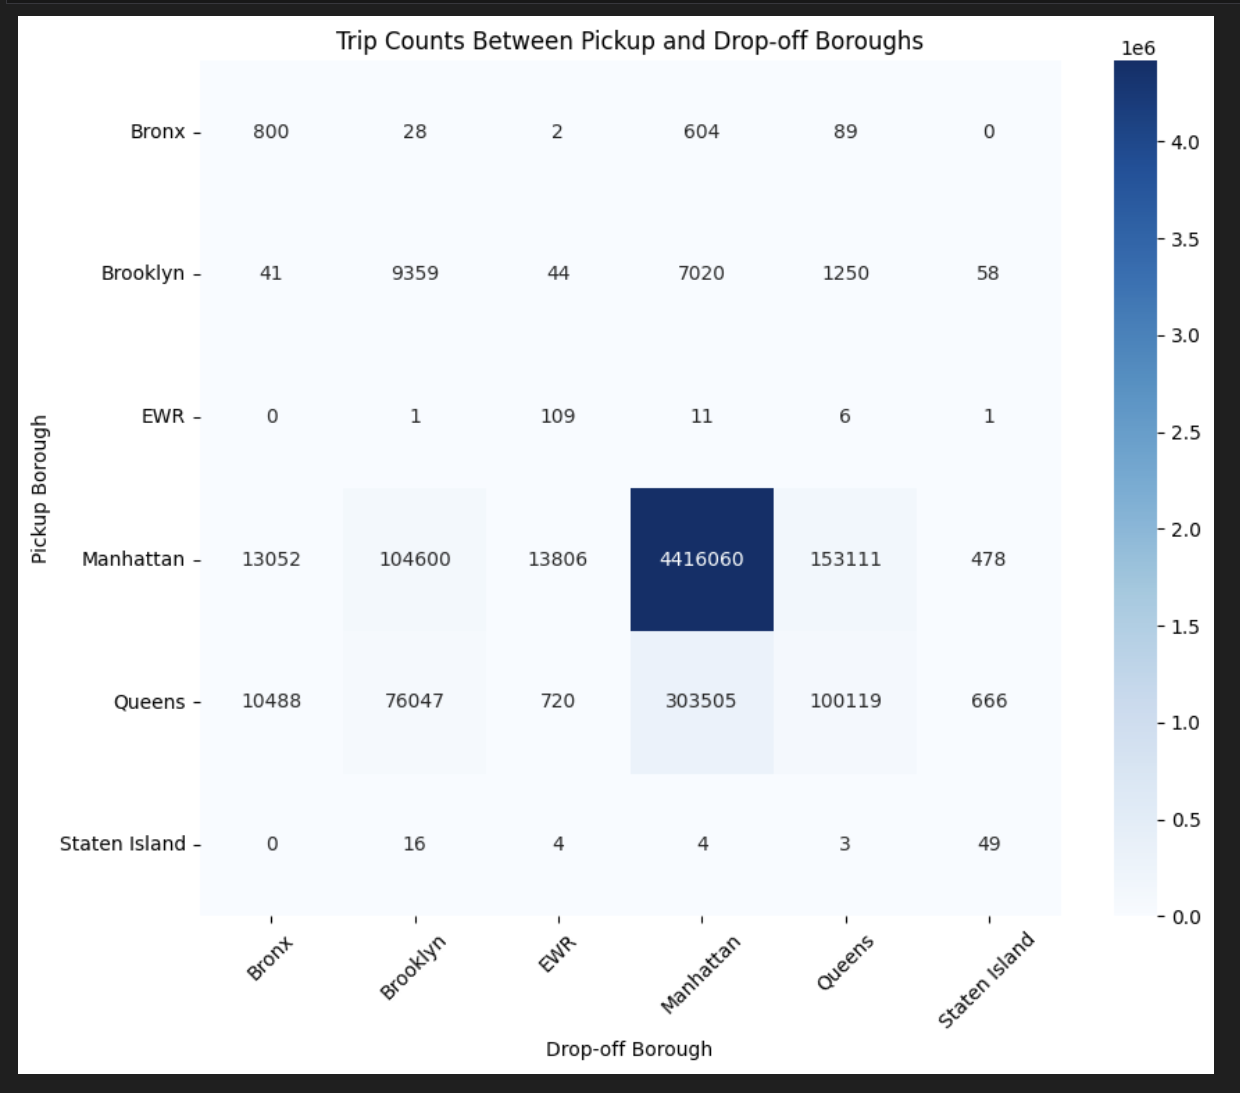 Trip Counts Between Pickup and Drop-off Boroughs
1e6
Pickup Borough
Bronx 800 28 2 604 89 0
Brooklyn 41 9359 44 7020 1250 58
EWR 0 1 109 11 6 1
Manhattan 13052 104600 13806 4416060 153111 478
Queens 10488 76047 720 303505 100119 666
Staten Island 0 16 4 4 3 49
Bronx Brooklyn EWR Manhattan Queens Staten Island
Drop-off Borough
4.0
3.5
3.0
2.5
2.0
1.5
1.0
0.5
0.0